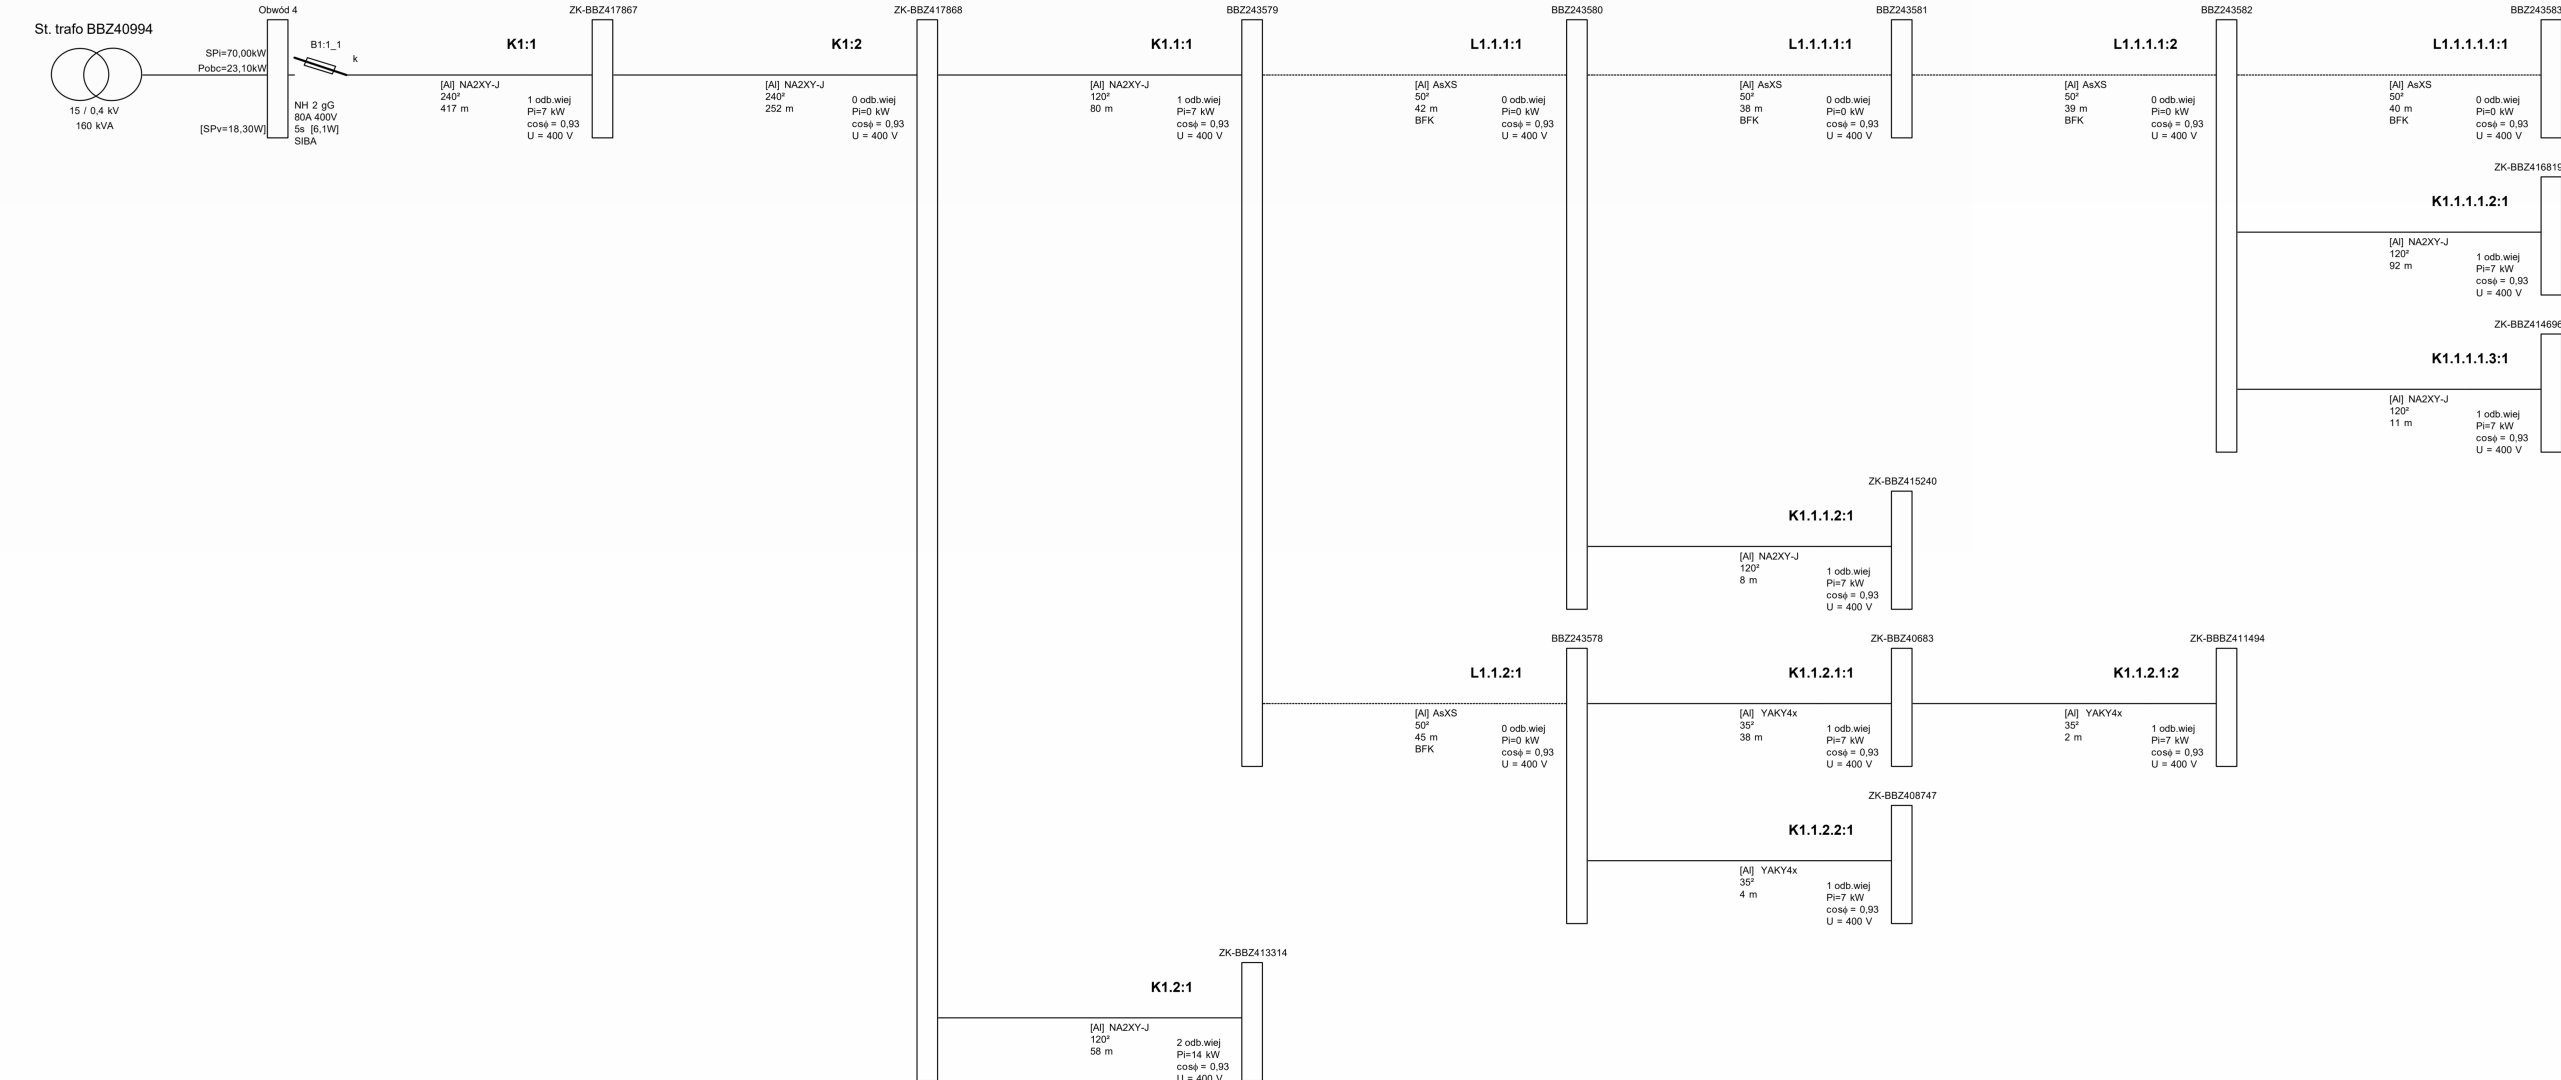 St. trafo BBZ40994
15 / 0,4 kV
160 kVA
Obwód 4
SPi=70,00kW
Pobc=23,10kW
[SPv=18,30W]
B1:1_1
k
NH 2 gG
80A 400V
5s [6,1W]
SIBA
ZK-BBZ417867
K1:1
[Al] NA2XY-J
240²
417 m
1 odb.wiej
Pi=7 kW
cosϕ = 0,93
U = 400 V
ZK-BBZ417868
K1:2
[Al] NA2XY-J
240²
252 m
0 odb.wiej
Pi=0 kW
cosϕ = 0,93
U = 400 V
BBZ243579
K1.1:1
[Al] NA2XY-J
120²
80 m
1 odb.wiej
Pi=7 kW
cosϕ = 0,93
U = 400 V
BBZ243580
L1.1.1:1
[Al] AsXS
50²
42 m
BFK
0 odb.wiej
Pi=0 kW
cosϕ = 0,93
U = 400 V
BBZ243581
L1.1.1.1:1
[Al] AsXS
50²
38 m
BFK
0 odb.wiej
Pi=0 kW
cosϕ = 0,93
U = 400 V
BBZ243582
L1.1.1.1:2
[Al] AsXS
50²
39 m
BFK
0 odb.wiej
Pi=0 kW
cosϕ = 0,93
U = 400 V
BBZ243583
L1.1.1.1.1:1
[Al] AsXS
50²
40 m
BFK
0 odb.wiej
Pi=0 kW
cosϕ = 0,93
U = 400 V
ZK-BBZ416819
K1.1.1.1.2:1
[Al] NA2XY-J
120²
92 m
1 odb.wiej
Pi=7 kW
cosϕ = 0,93
U = 400 V
ZK-BBZ414696
K1.1.1.1.3:1
[Al] NA2XY-J
120²
11 m
1 odb.wiej
Pi=7 kW
cosϕ = 0,93
U = 400 V
ZK-BBZ415240
K1.1.1.2:1
[Al] NA2XY-J
120²
8 m
1 odb.wiej
Pi=7 kW
cosϕ = 0,93
U = 400 V
BBZ243578
L1.1.2:1
[Al] AsXS
50²
45 m
BFK
0 odb.wiej
Pi=0 kW
cosϕ = 0,93
U = 400 V
ZK-BBZ40683
K1.1.2.1:1
[Al] YAKY4x
35²
38 m
1 odb.wiej
Pi=7 kW
cosϕ = 0,93
U = 400 V
ZK-BBBZ411494
K1.1.2.1:2
[Al] YAKY4x
35²
2 m
1 odb.wiej
Pi=7 kW
cosϕ = 0,93
U = 400 V
ZK-BBZ408747
K1.1.2.2:1
[Al] YAKY4x
35²
4 m
1 odb.wiej
Pi=7 kW
cosϕ = 0,93
U = 400 V
ZK-BBZ413314
K1.2:1
[Al] NA2XY-J
120²
58 m
2 odb.wiej
Pi=14 kW
cosϕ = 0,93
U = 400 V